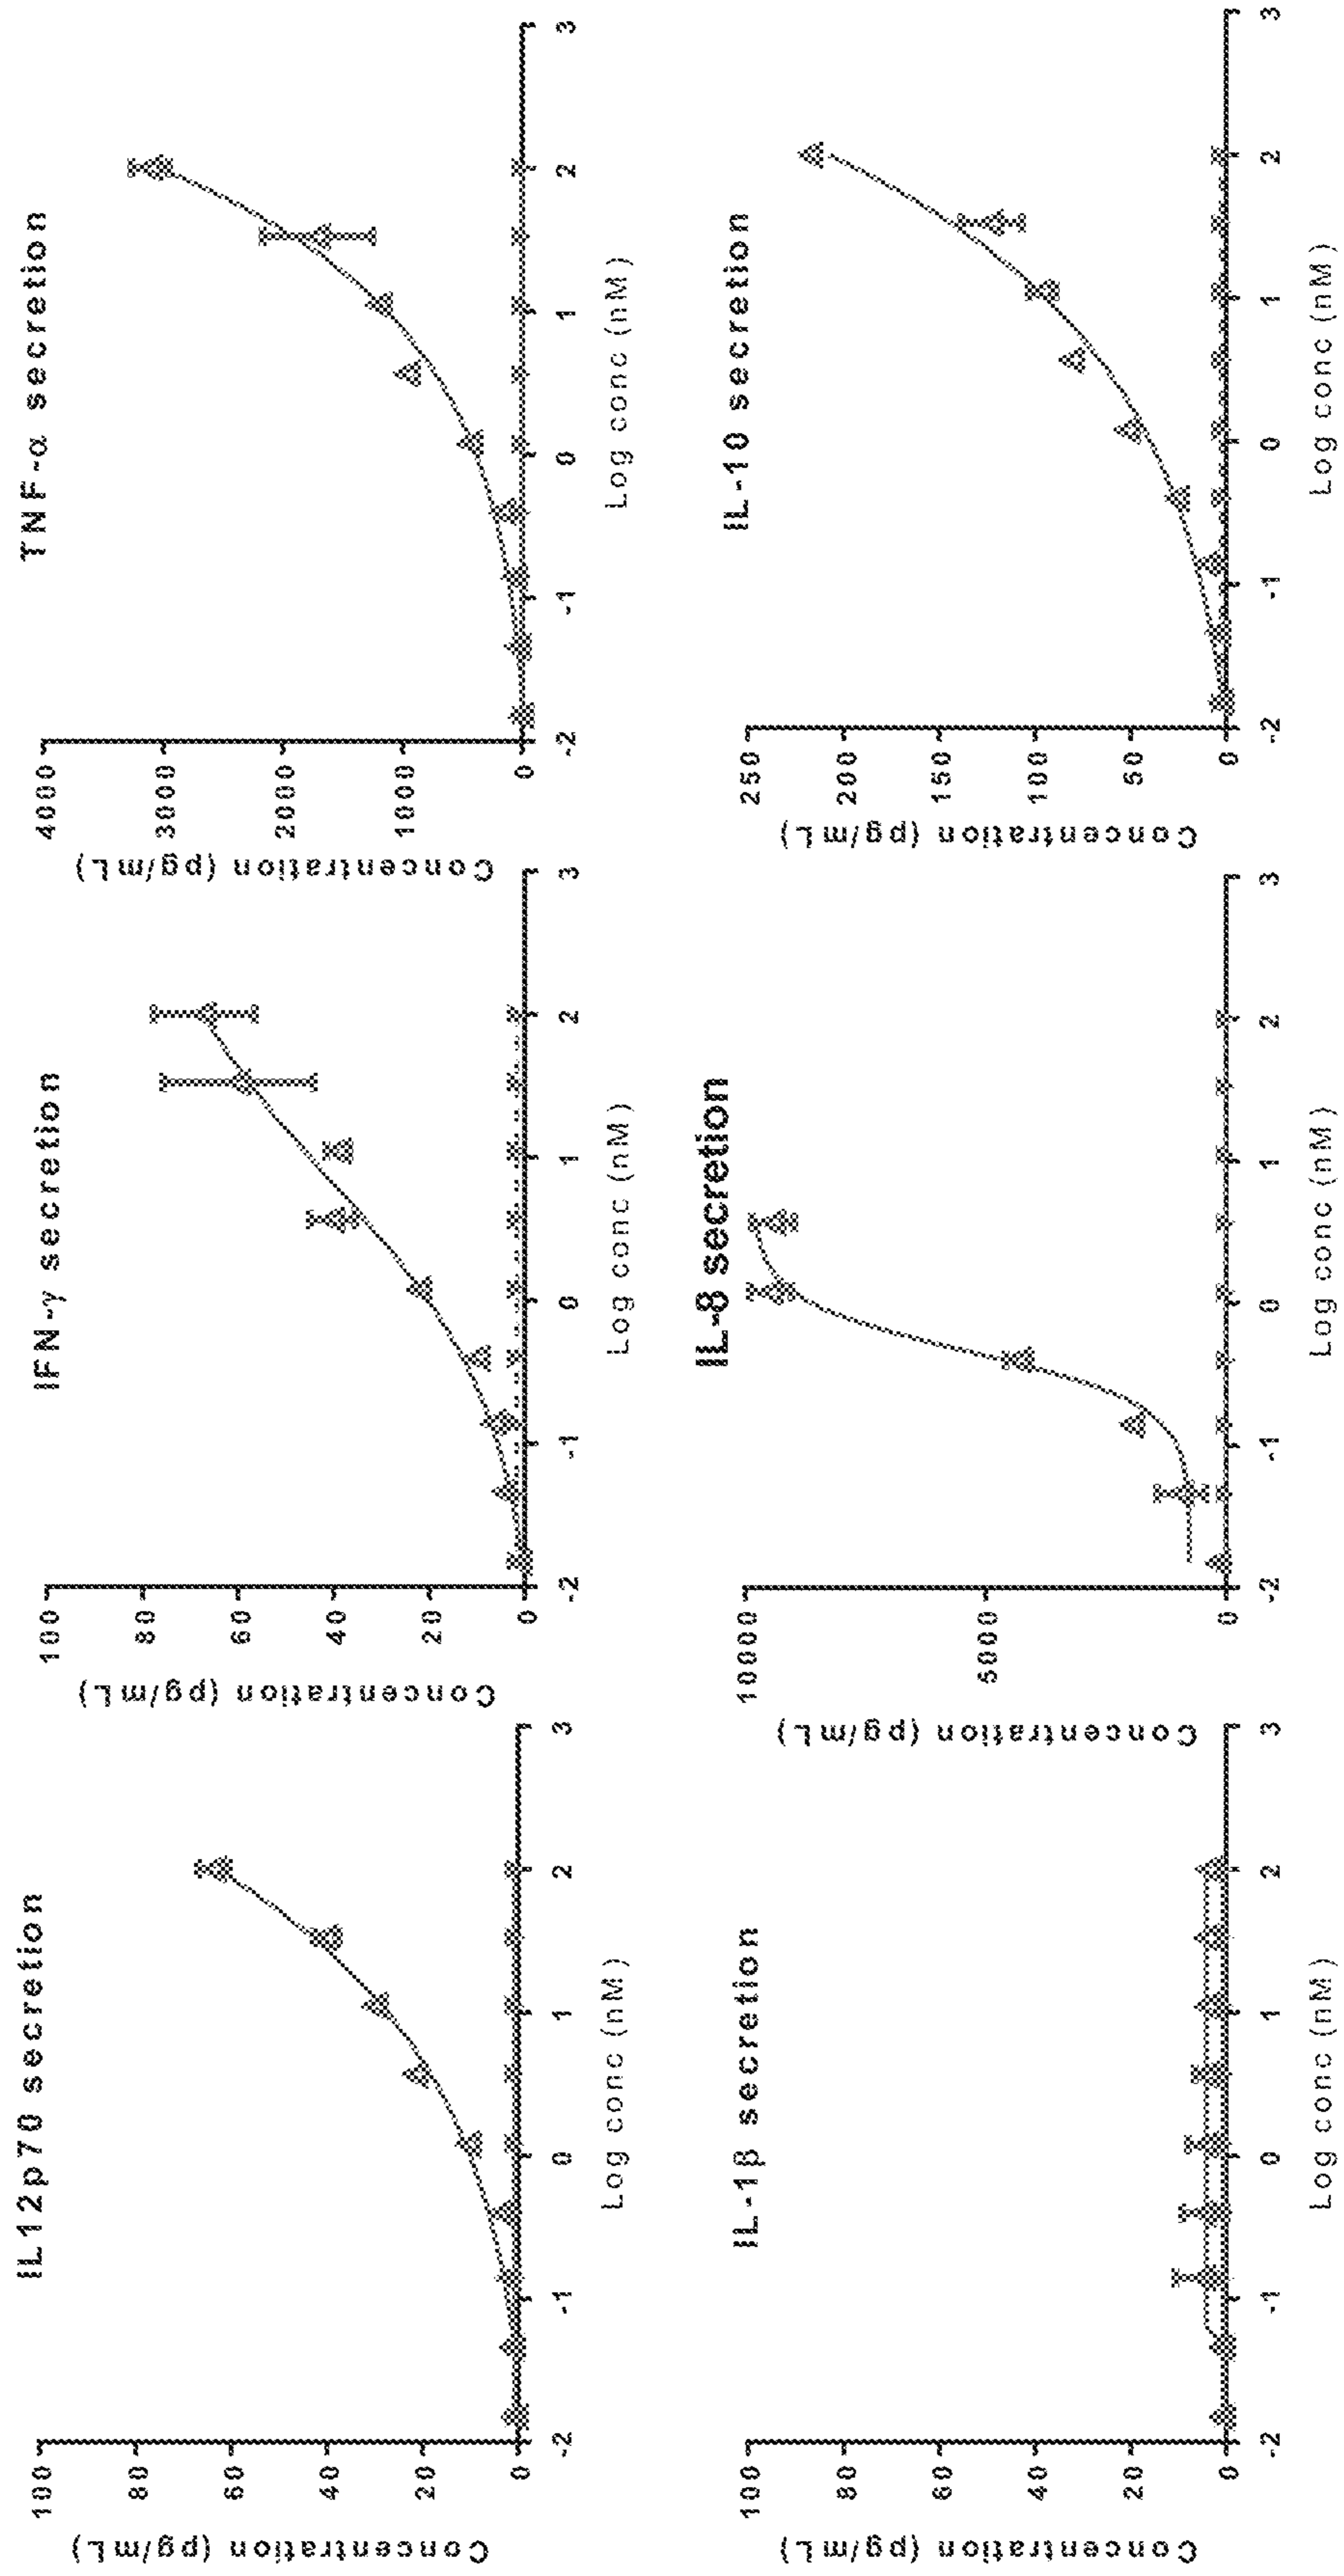 IL12p70 secretion
Concentration (pg/mL)
100
80
60
40
20
0
-2 -1 0 1 2 3
Log conc (nM)
IFN-γ secretion
Concentration (pg/mL)
100
80
60
40
20
0
-2 -1 0 1 2 3
Log conc (nM)
TNF-α secretion
Concentration (pg/mL)
4000
3000
2000
1000
0
-2 -1 0 1 2 3
Log conc (nM)
IL-1β secretion
Concentration (pg/mL)
100
80
60
40
20
0
-2 -1 0 1 2 3
Log conc (nM)
IL-8 secretion
Concentration (pg/mL)
10000
5000
0
-2 -1 0 1 2 3
Log conc (nM)
IL-10 secretion
Concentration (pg/mL)
250
200
150
100
50
0
-2 -1 0 1 2 3
Log conc (nM)